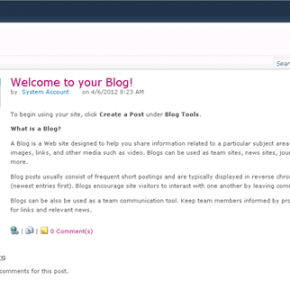 Sear
Welcome to your Blog!
by System Account on 4/6/2012 8:23 AM
To begin using your site, click Create a Post under Blog Tools.
What is a Blog?
A Blog is a Web site designed to help you share information related to a particular subject area
images, links, and other media such as video. Blogs can be used as team sites, news sites, jour
more.
Blog posts usually consist of frequent short postings and are typically displayed in reverse chron
(newest entries first). Blogs encourage site visitors to interact with one another by leaving comm
Blogs can also be used as a team communication tool. Keep team members informed by pro
for links and relevant news.
| | 0 Comment(s)
ts
comments for this post.